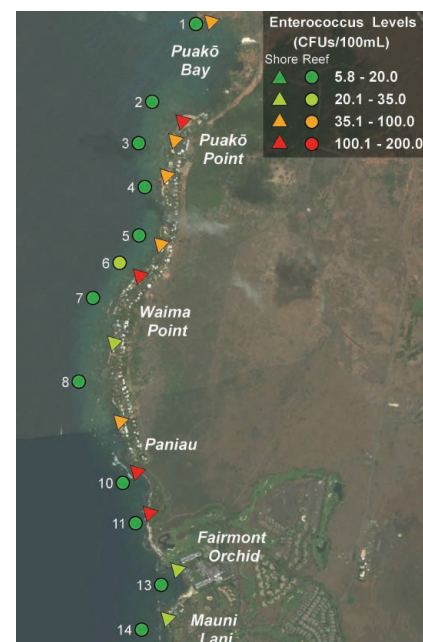 Enterococcus Levels
(CFUs/100mL)
Shore Reef
5.8 - 20.0
20.1 - 35.0
35.1 - 100.0
100.1 - 200.0
1
Puakō
Bay
2
3
Puakō
Point
4
5
6
7
Waima
Point
8
Paniau
10
11
Fairmont
Orchid
13
14
Mauni
Lani